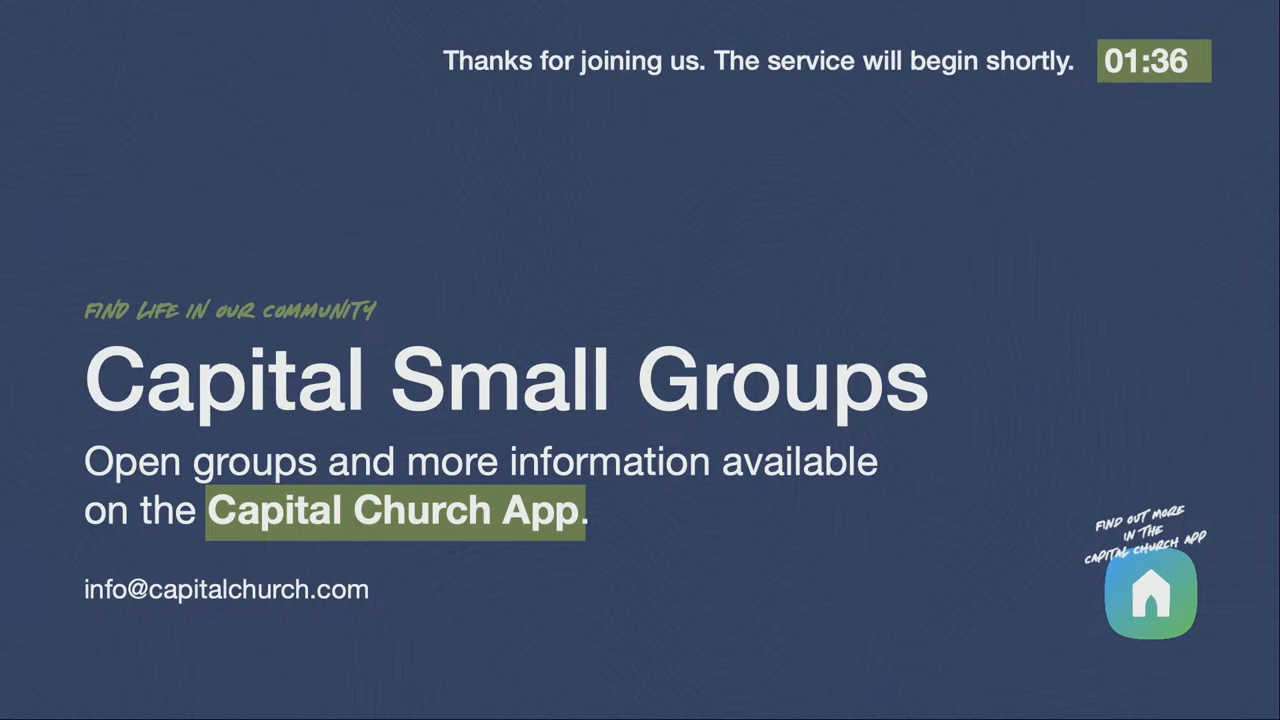 Thanks for joining us. The service will begin shortly. 01:36
FIND LIFE IN OUR COMMUNITY
Capital Small Groups
Open groups and more information available
on the Capital Church App.
info@capitalchurch.com
FIND OUT MORE
IN THE
CAPITAL CHURCH APP